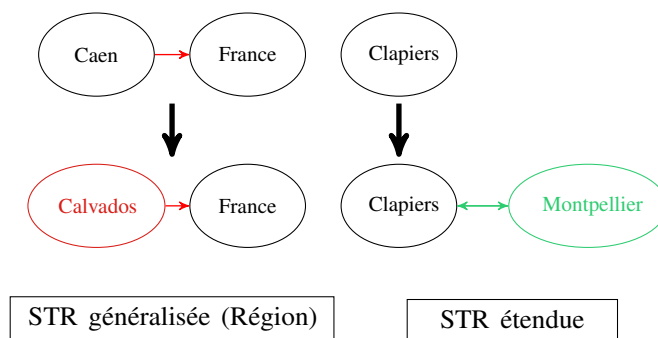 Caen France Clapiers
Calvados France Clapiers Montpellier
STR généralisée (Région) STR étendue